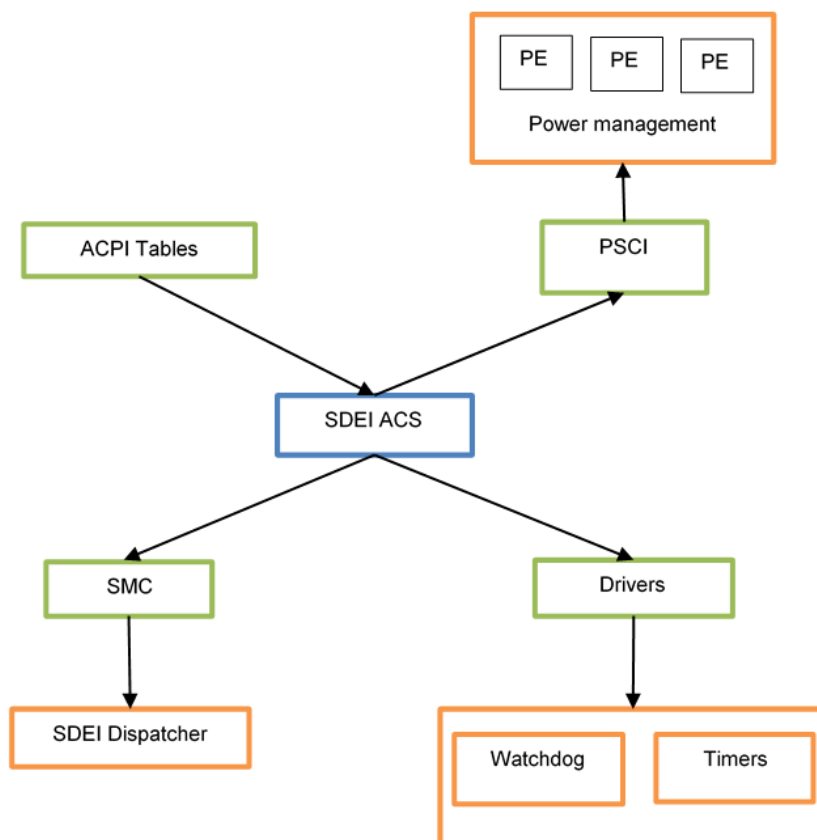 PE PE PE
Power management
ACPI Tables
PSCI
SDEI ACS
SMC
Drivers
SDEI Dispatcher
Watchdog
Timers